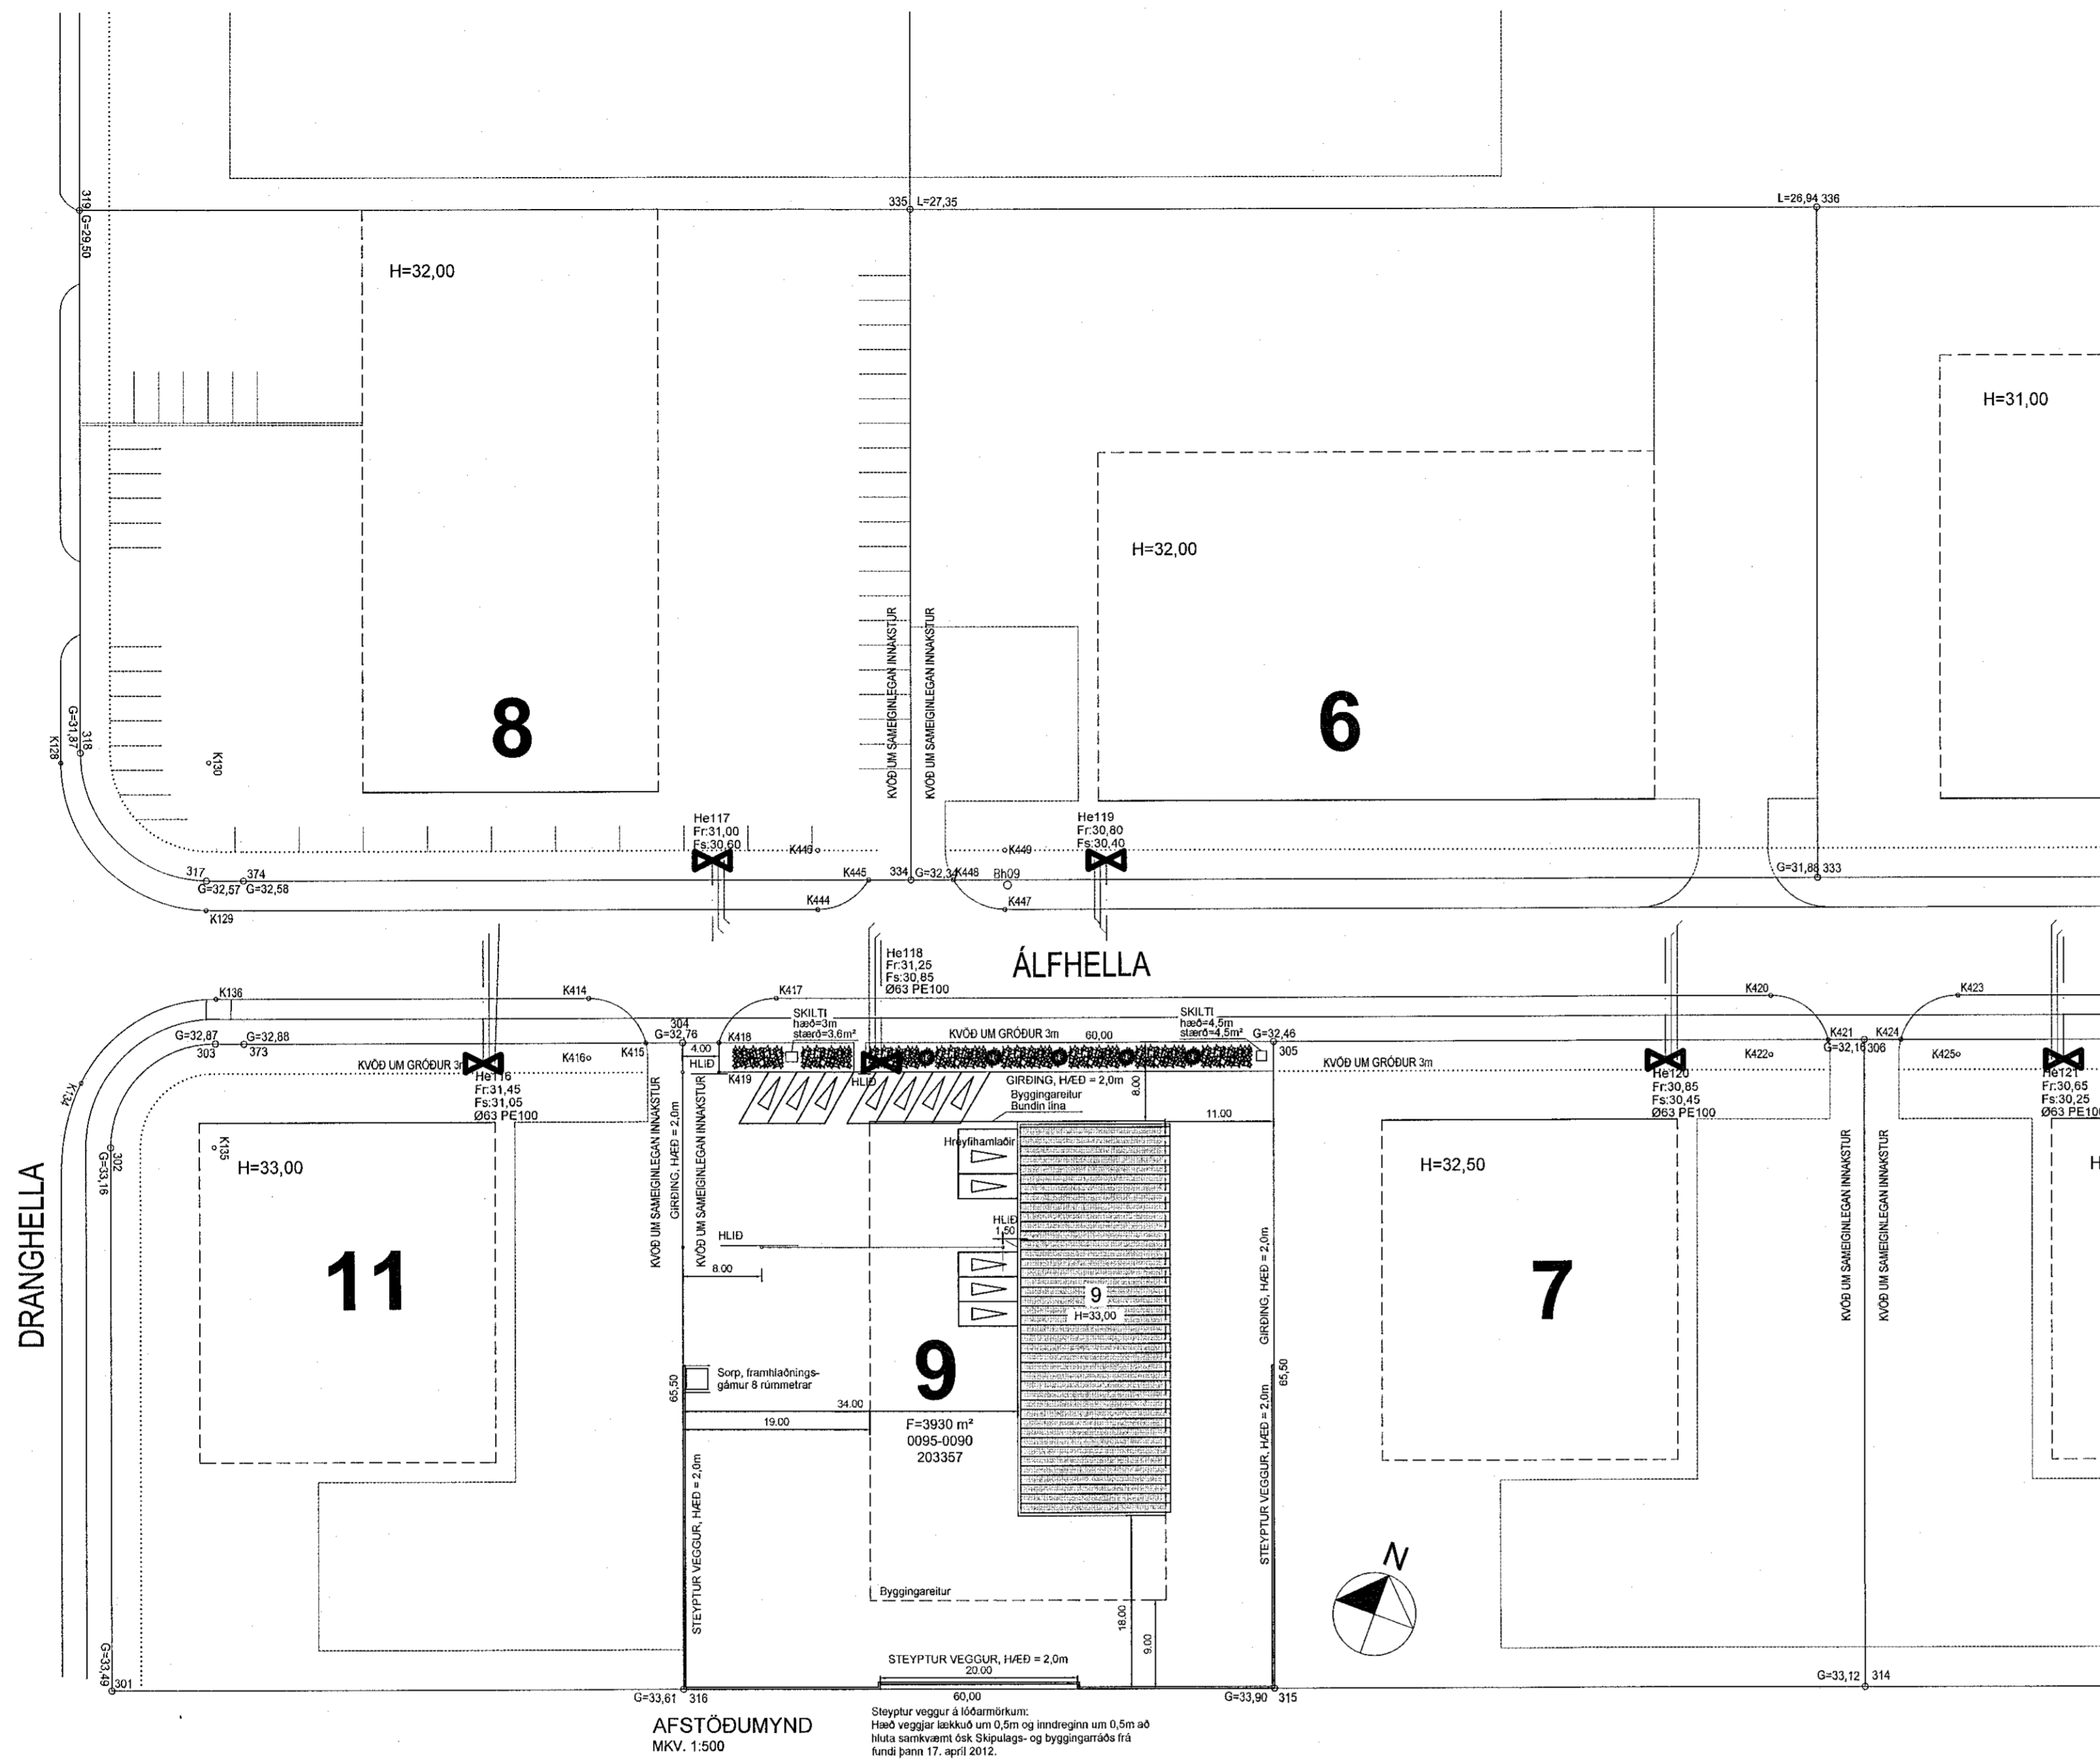 319
G=29,50
335
L=27,35
L=26,94 336
H=32,00
H=31,00
H=32,00
KVÖÐ UM SAMEIGINLEGAN INNAKSTUR
KVÖÐ UM SAMEIGINLEGAN INNAKSTUR
8
6
G=31,87
318
K128
K130
He117
Fr:31,00
Fs:30,60
He119
Fr:30,80
Fs:30,40
K449
317
374
G=32,57
G=32,58
K445
334
G=32,34
K448
Bh09
G=31,88 333
K129
K444
K447
ÁLFHELLA
He118
Fr:31,25
Fs:30,85
Ø63 PE100
K136
K414
K417
K420
K423
SKILTI
hæð=3m
stærð=3,6m²
SKILTI
hæð=4,5m
stærð=4,5m²
304
G=32,76
K418
KVÖÐ UM GRÓÐUR 3m
60,00
G=32,46
305
G=32,87
303
G=32,88
373
K416
K415
4.00
HLIÐ
K419
HLIÐ
K421
K424
G=32,16 306
K422
K425
KVÖÐ UM GRÓÐUR 3m
KVÖÐ UM GRÓÐUR 3m
K134
He116
Fr:31,45
Fs:31,05
Ø63 PE100
GIRÐING, HÆÐ = 2,0m
Byggingareitur
Bundin lína
8.00
11.00
He120
Fr:30,85
Fs:30,45
Ø63 PE100
He121
Fr:30,65
Fs:30,25
Ø63 PE100
302
G=33,16
K135
H=33,00
KVÖÐ UM SAMEIGINLEGAN INNAKSTUR
GIRÐING, HÆÐ = 2,0m
KVÖÐ UM SAMEIGINLEGAN INNAKSTUR
Hreyfihamlaðir
H=32,50
H
KVÖÐ UM SAMEIGINLEGAN INNAKSTUR
KVÖÐ UM SAMEIGINLEGAN INNAKSTUR
DRANGHELLA
HLIÐ
HLIÐ
1,50
8.00
GIRÐING, HÆÐ = 2,0m
11
9
H=33,00
7
9
65,50
Sorp, framhlaðnings-
gámur 8 rúmmetrar
65,50
34.00
19.00
F=3930 m²
0095-0090
203357
STEYPTUR VEGGUR, HÆÐ = 2,0m
STEYPTUR VEGGUR, HÆÐ = 2,0m
N
Byggingareitur
18.00
9.00
G=33,49
301
STEYPTUR VEGGUR, HÆÐ = 2,0m
20.00
G=33,61 316
60,00
G=33,90 315
G=33,12 314
AFSTÖÐUMYND
MKV. 1:500
Steyptur veggur á lóðarmörkum:
Hæð veggjar lækkuð um 0,5m og inndreginn um 0,5m að
hluta samkvæmt ósk Skipulags- og byggingarráðs frá
fundi þann 17. apríl 2012.